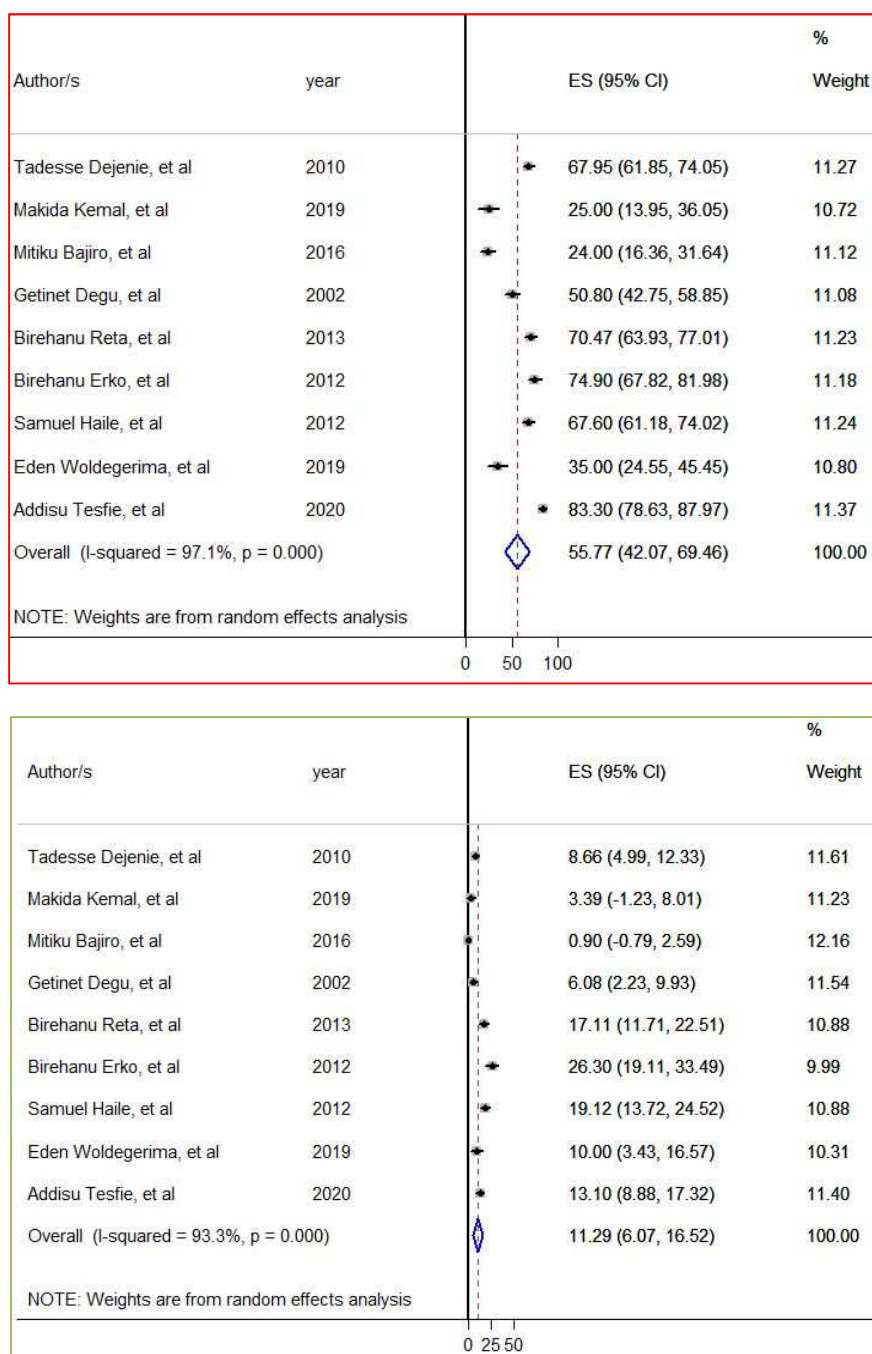 %
Author/s year ES (95% CI) Weight
Tadesse Dejenie, et al 2010 67.95 (61.85, 74.05) 11.27
Makida Kemal, et al 2019 25.00 (13.95, 36.05) 10.72
Mitiku Bajiro, et al 2016 24.00 (16.36, 31.64) 11.12
Getinet Degu, et al 2002 50.80 (42.75, 58.85) 11.08
Birehanu Reta, et al 2013 70.47 (63.93, 77.01) 11.23
Birehanu Erko, et al 2012 74.90 (67.82, 81.98) 11.18
Samuel Haile, et al 2012 67.60 (61.18, 74.02) 11.24
Eden Woldegerima, et al 2019 35.00 (24.55, 45.45) 10.80
Addisu Tesfie, et al 2020 83.30 (78.63, 87.97) 11.37
Overall (I-squared = 97.1%, p = 0.000) 55.77 (42.07, 69.46) 100.00
NOTE: Weights are from random effects analysis
0 50 100
%
Author/s year ES (95% CI) Weight
Tadesse Dejenie, et al 2010 8.66 (4.99, 12.33) 11.61
Makida Kemal, et al 2019 3.39 (-1.23, 8.01) 11.23
Mitiku Bajiro, et al 2016 0.90 (-0.79, 2.59) 12.16
Getinet Degu, et al 2002 6.08 (2.23, 9.93) 11.54
Birehanu Reta, et al 2013 17.11 (11.71, 22.51) 10.88
Birehanu Erko, et al 2012 26.30 (19.11, 33.49) 9.99
Samuel Haile, et al 2012 19.12 (13.72, 24.52) 10.88
Eden Woldegerima, et al 2019 10.00 (3.43, 16.57) 10.31
Addisu Tesfie, et al 2020 13.10 (8.88, 17.32) 11.40
Overall (I-squared = 93.3%, p = 0.000) 11.29 (6.07, 16.52) 100.00
NOTE: Weights are from random effects analysis
0 25 50